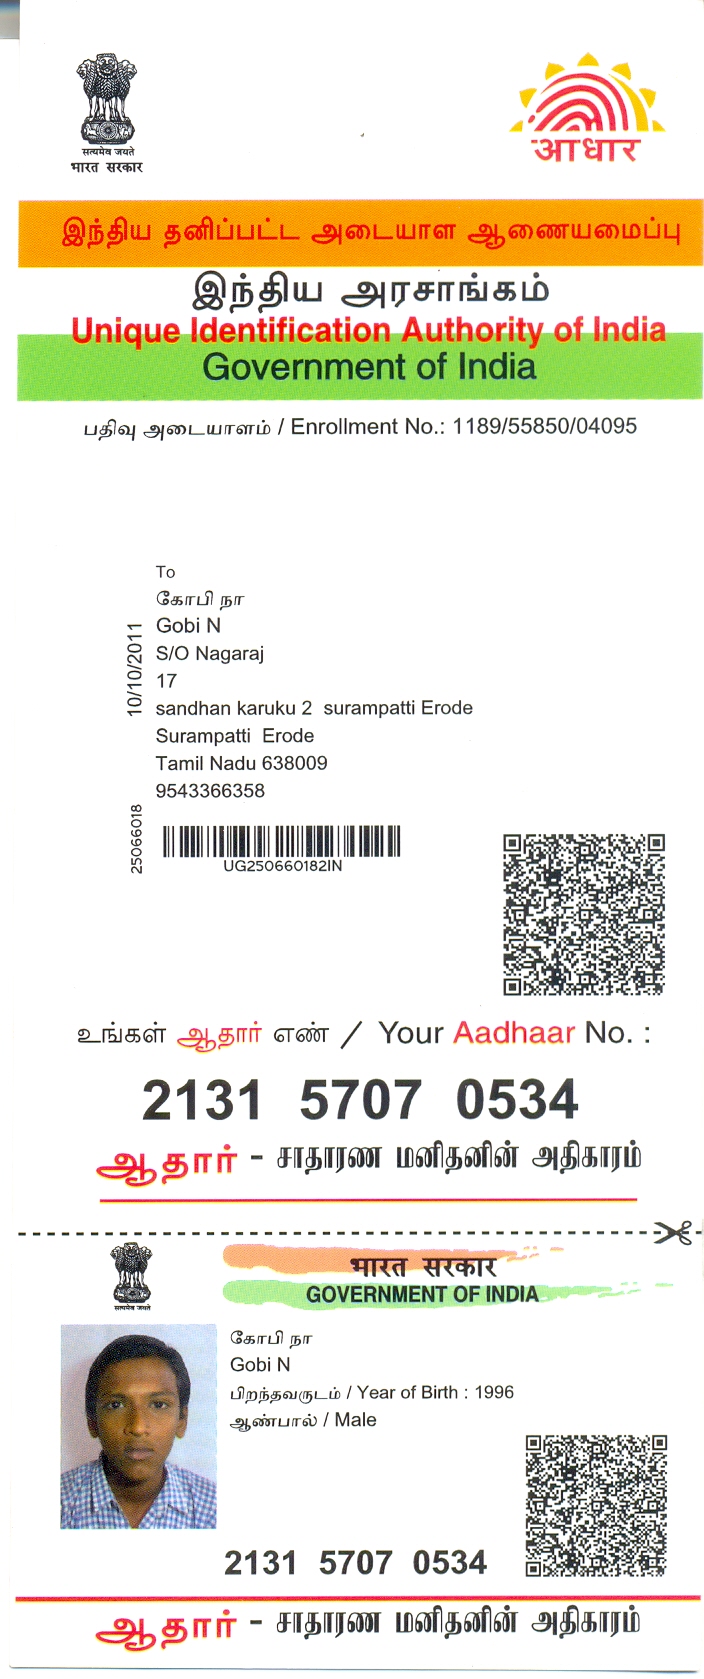 सत्यमेव जयते
भारत सरकार
आधार
இந்திய தனிப்பட்ட அடையாள ஆணையமைப்பு
இந்திய அரசாங்கம்
Unique Identification Authority of India
Government of India
பதிவு அடையாளம் / Enrollment No.: 1189/55850/04095
To
கோபி நா
Gobi N
S/O Nagaraj
17
sandhan karuku 2 surampatti Erode
Surampatti Erode
Tamil Nadu 638009
9543366358
10/10/2011
25066018
UG250660182IN
உங்கள் ஆதார் எண் / Your Aadhaar No. :
2131 5707 0534
ஆதார் - சாதாரண மனிதனின் அதிகாரம்
सत्यमेव जयते
भारत सरकार
GOVERNMENT OF INDIA
கோபி நா
Gobi N
பிறந்தவருடம் / Year of Birth : 1996
ஆண்பால் / Male
2131 5707 0534
ஆதார் - சாதாரண மனிதனின் அதிகாரம்